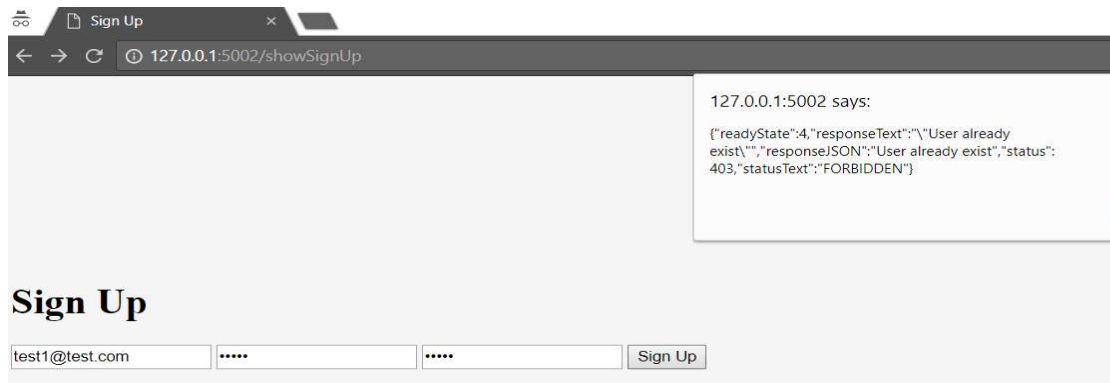 Sign Up
127.0.0.1:5002/showSignUp
127.0.0.1:5002 says:
{"readyState":4,"responseText":"\"User already
exist\"","responseJSON":"User already exist","status":
403,"statusText":"FORBIDDEN"}
Sign Up
test1@test.com ••••• ••••• Sign Up